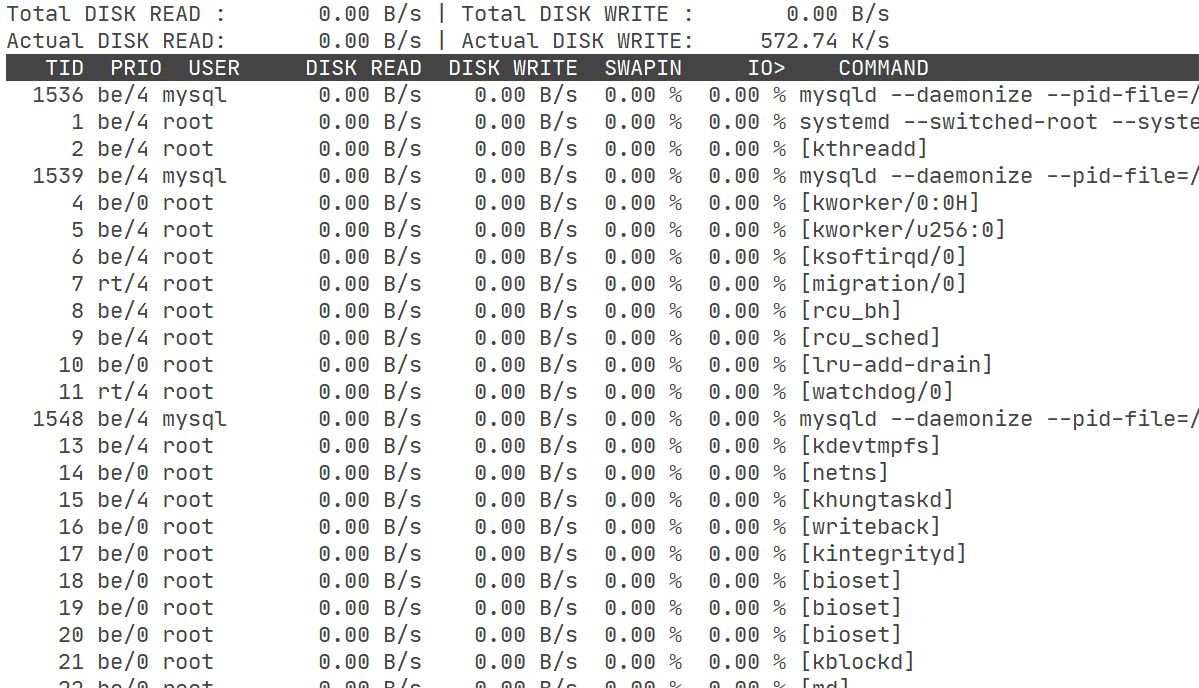 Total DISK READ :       0.00 B/s | Total DISK WRITE :       0.00 B/s
Actual DISK READ:       0.00 B/s | Actual DISK WRITE:     572.74 K/s
   TID  PRIO  USER     DISK READ  DISK WRITE  SWAPIN     IO>    COMMAND
  1536 be/4 mysql       0.00 B/s    0.00 B/s  0.00 %  0.00 % mysqld --daemonize --pid-file=/
     1 be/4 root        0.00 B/s    0.00 B/s  0.00 %  0.00 % systemd --switched-root --syste
     2 be/4 root        0.00 B/s    0.00 B/s  0.00 %  0.00 % [kthreadd]
  1539 be/4 mysql       0.00 B/s    0.00 B/s  0.00 %  0.00 % mysqld --daemonize --pid-file=/
     4 be/0 root        0.00 B/s    0.00 B/s  0.00 %  0.00 % [kworker/0:0H]
     5 be/4 root        0.00 B/s    0.00 B/s  0.00 %  0.00 % [kworker/u256:0]
     6 be/4 root        0.00 B/s    0.00 B/s  0.00 %  0.00 % [ksoftirqd/0]
     7 rt/4 root        0.00 B/s    0.00 B/s  0.00 %  0.00 % [migration/0]
     8 be/4 root        0.00 B/s    0.00 B/s  0.00 %  0.00 % [rcu_bh]
     9 be/4 root        0.00 B/s    0.00 B/s  0.00 %  0.00 % [rcu_sched]
    10 be/0 root        0.00 B/s    0.00 B/s  0.00 %  0.00 % [lru-add-drain]
    11 rt/4 root        0.00 B/s    0.00 B/s  0.00 %  0.00 % [watchdog/0]
  1548 be/4 mysql       0.00 B/s    0.00 B/s  0.00 %  0.00 % mysqld --daemonize --pid-file=/
    13 be/4 root        0.00 B/s    0.00 B/s  0.00 %  0.00 % [kdevtmpfs]
    14 be/0 root        0.00 B/s    0.00 B/s  0.00 %  0.00 % [netns]
    15 be/4 root        0.00 B/s    0.00 B/s  0.00 %  0.00 % [khungtaskd]
    16 be/0 root        0.00 B/s    0.00 B/s  0.00 %  0.00 % [writeback]
    17 be/0 root        0.00 B/s    0.00 B/s  0.00 %  0.00 % [kintegrityd]
    18 be/0 root        0.00 B/s    0.00 B/s  0.00 %  0.00 % [bioset]
    19 be/0 root        0.00 B/s    0.00 B/s  0.00 %  0.00 % [bioset]
    20 be/0 root        0.00 B/s    0.00 B/s  0.00 %  0.00 % [bioset]
    21 be/0 root        0.00 B/s    0.00 B/s  0.00 %  0.00 % [kblockd]